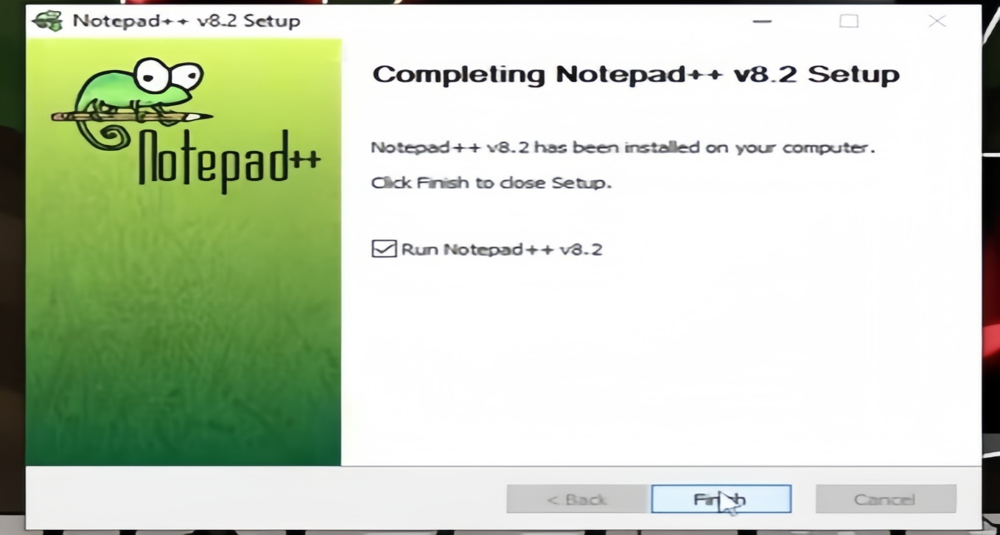 Notepad++ v8.2 Setup
Notepad++
Completing Notepad++ v8.2 Setup
Notepad++ v8.2 has been installed on your computer.
Click Finish to close Setup.
Run Notepad++ v8.2
< Back
Finish
Cancel